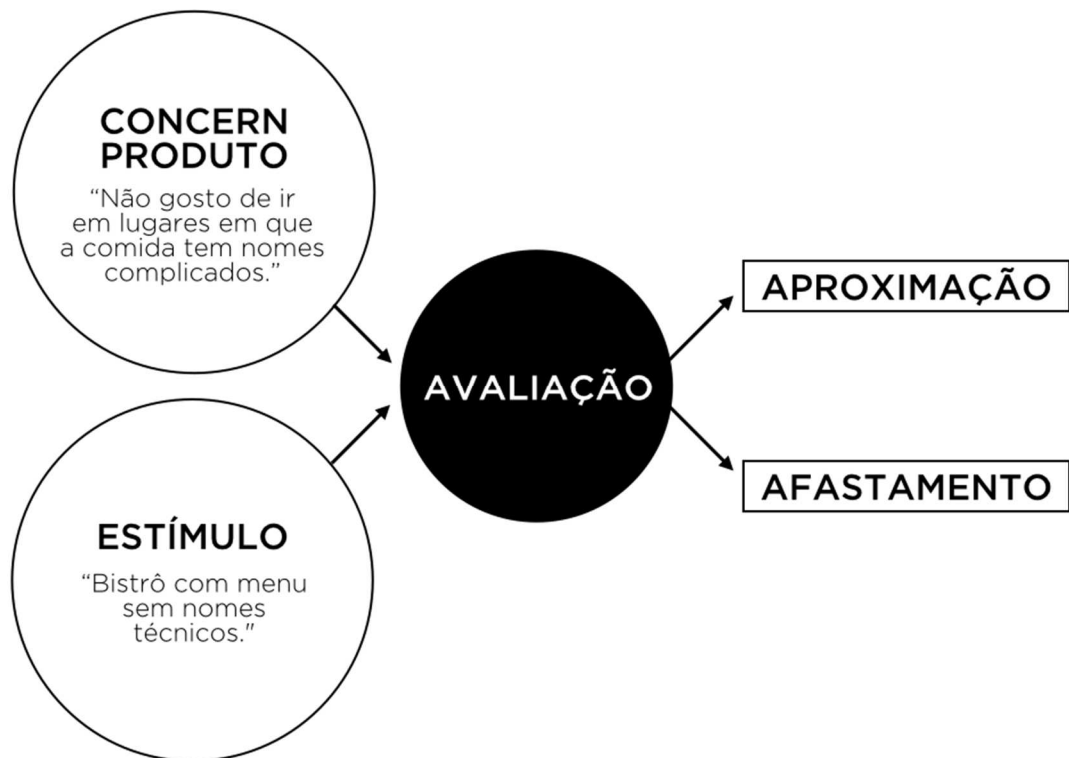 CONCERN
PRODUTO
“Não gosto de ir
em lugares em que
a comida tem nomes
complicados.”
ESTÍMULO
“Bistrô com menu
sem nomes
técnicos."
AVALIAÇÃO
APROXIMAÇÃO
AFASTAMENTO